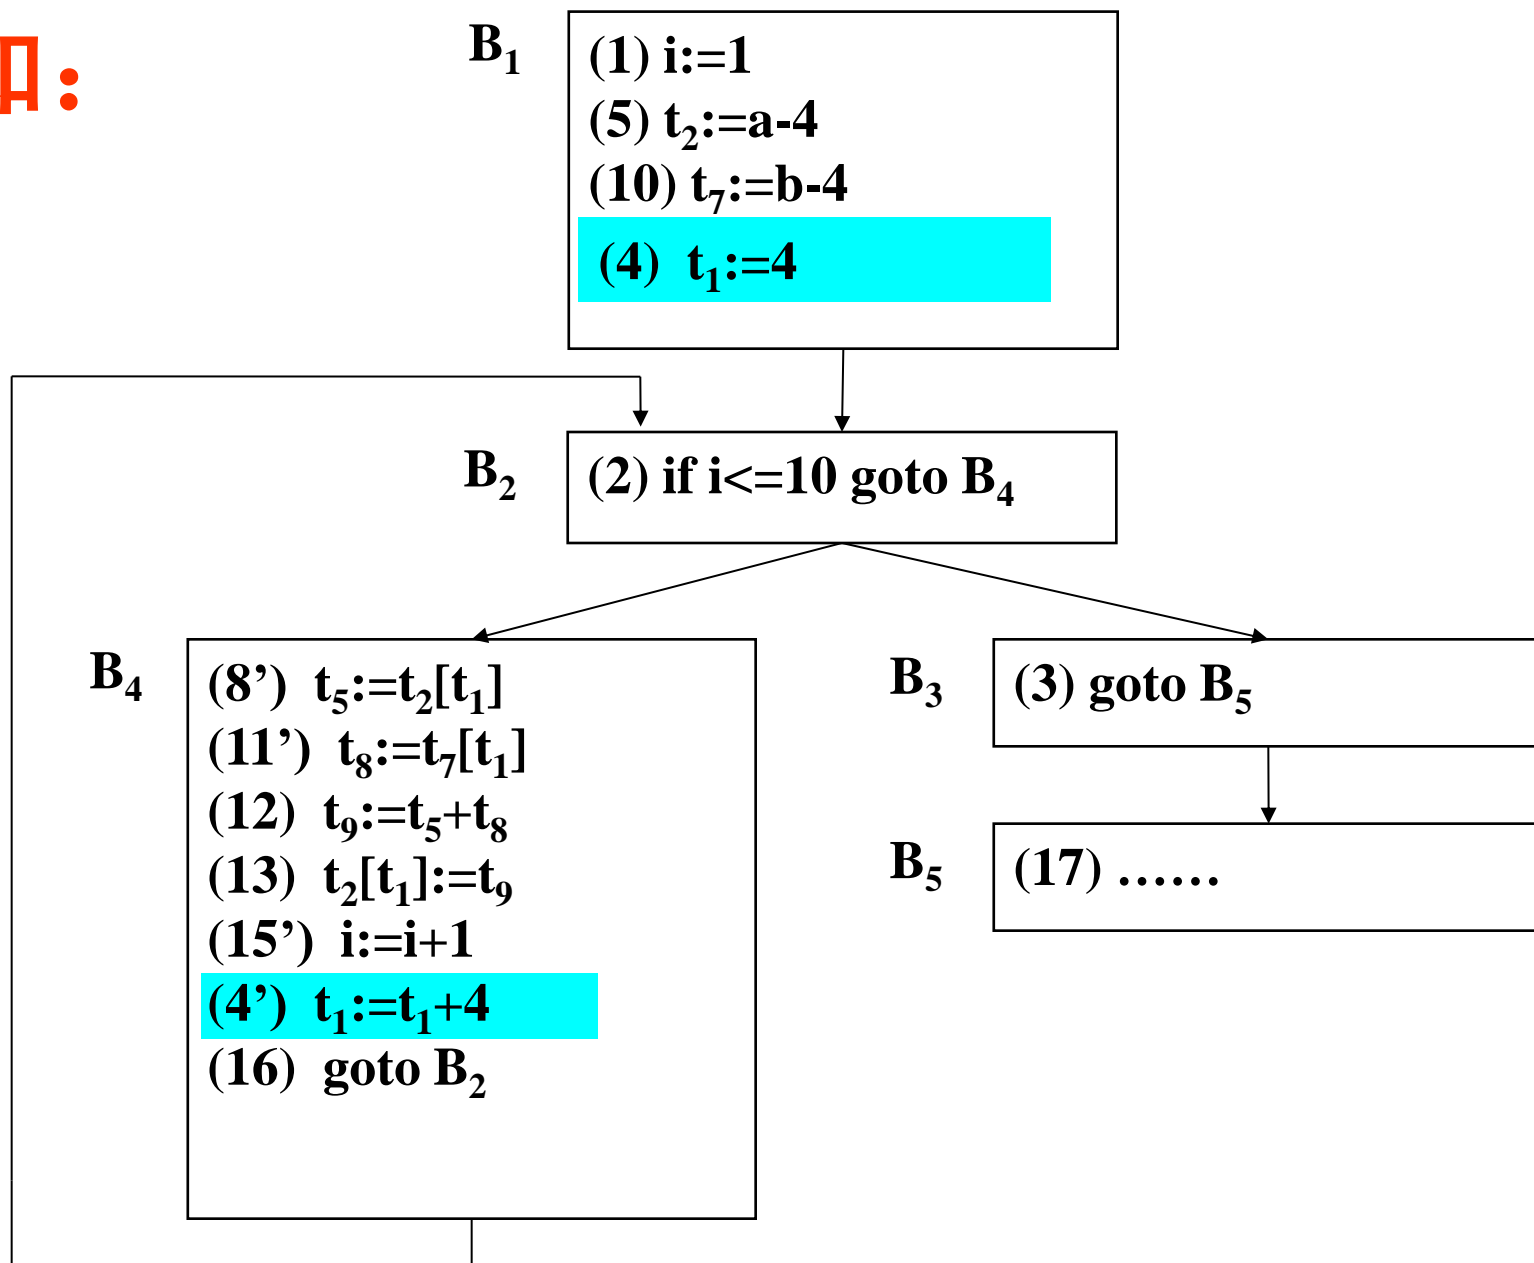 :
B₁
(1) i:=1
(5) t₂:=a-4
(10) t₇:=b-4
(4) t₁:=4
B₂
(2) if i<=10 goto B₄
B₄
(8’) t₅:=t₂[t₁]
(11’) t₈:=t₇[t₁]
(12) t₉:=t₅+t₈
(13) t₂[t₁]:=t₉
(15’) i:=i+1
(4’) t₁:=t₁+4
(16) goto B₂
B₃
(3) goto B₅
B₅
(17) ……